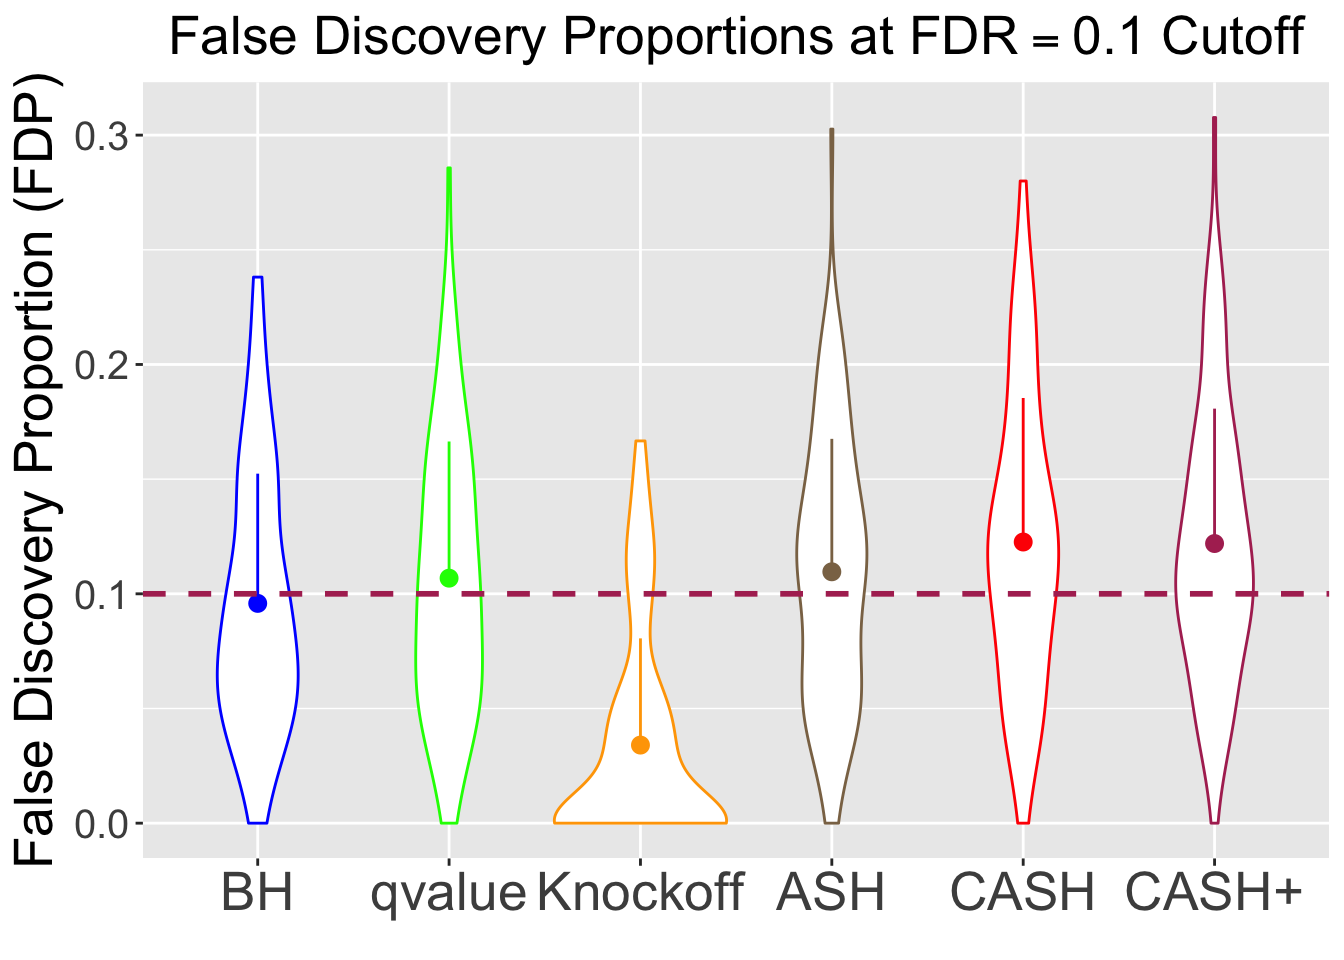 False Discovery Proportions at FDR = 0.1 Cutoff
False Discovery Proportion (FDP)
0.3
0.2
0.1
0.0
BH qvalue Knockoff ASH CASH CASH+